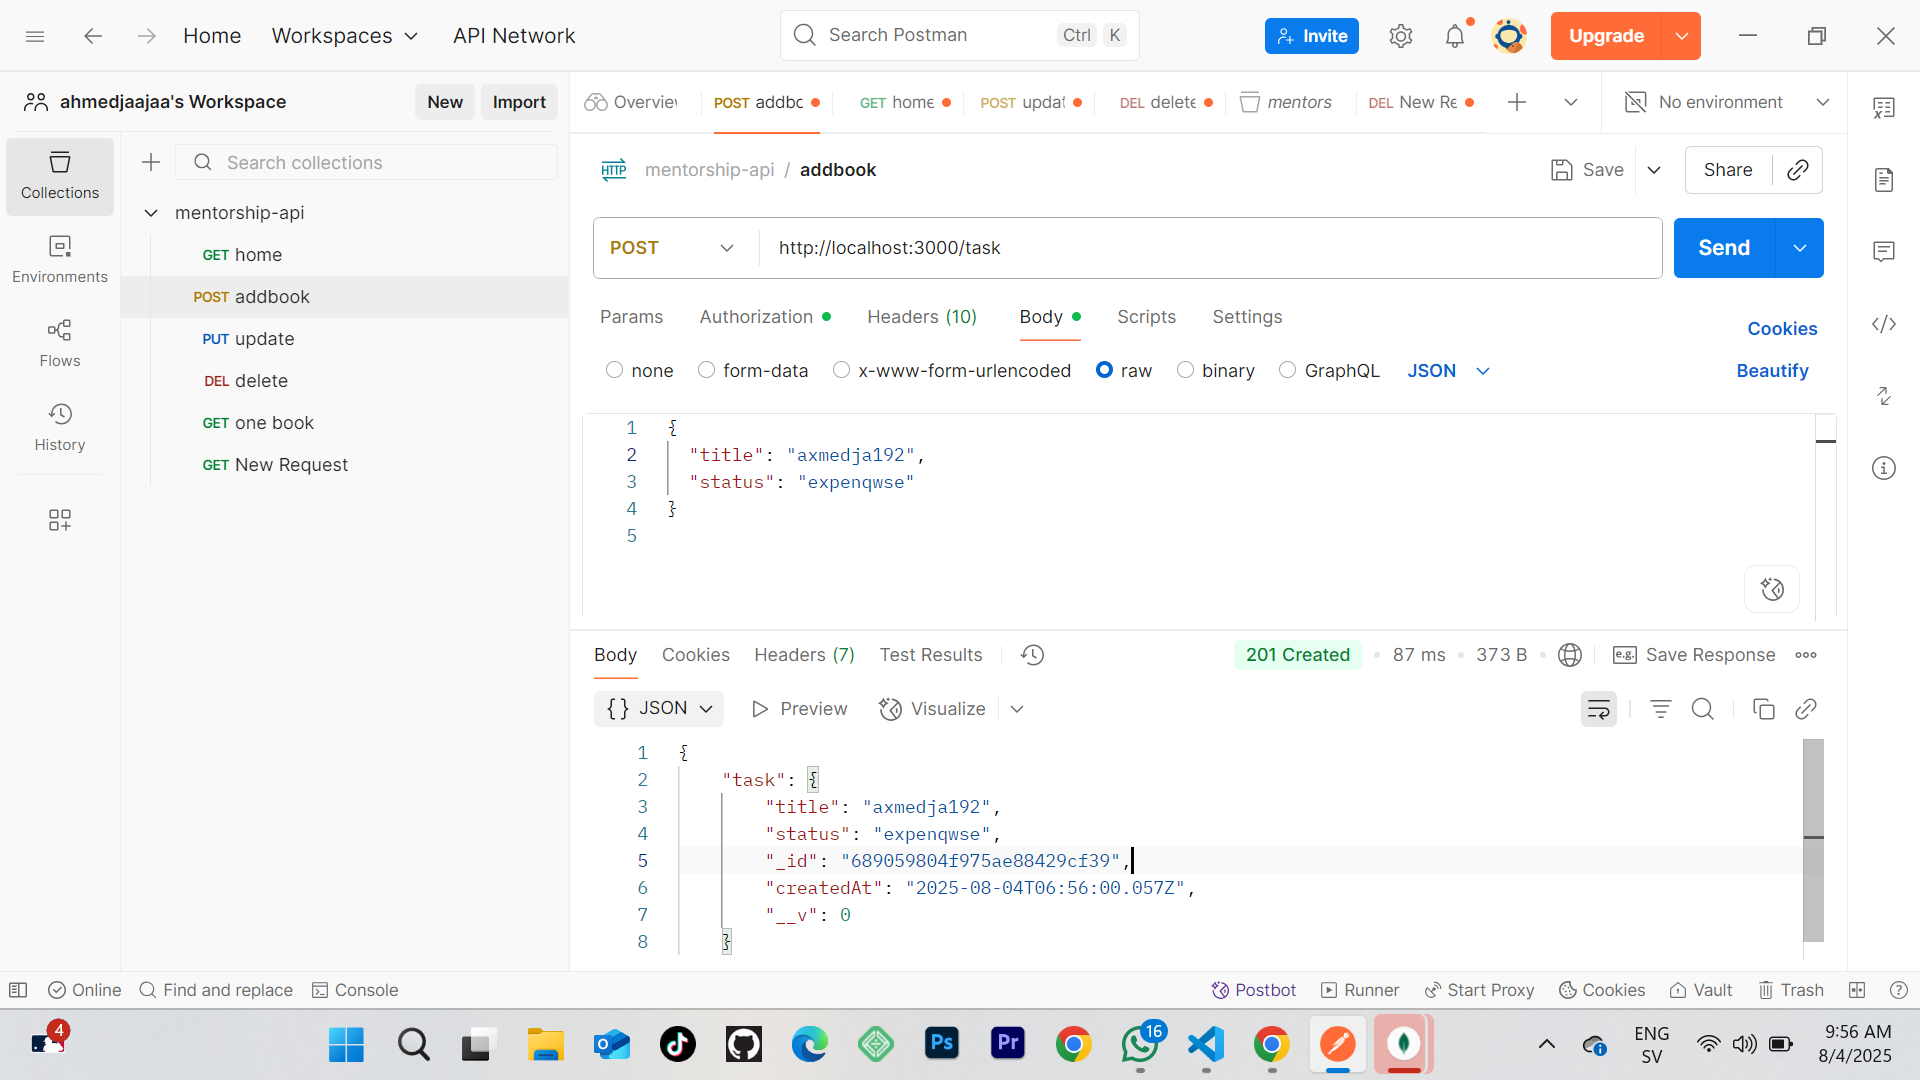 Home
Workspaces
API Network
Search Postman
Ctrl K
Invite
Upgrade
ahmedjaajaa's Workspace
New
Import
Overview
POST addbc
GET home
POST updat
DEL delete
mentors
DEL New Re
No environment
Collections
Environments
Flows
History
Search collections
mentorship-api
GET home
POST addbook
PUT update
DEL delete
GET one book
GET New Request
HTTP mentorship-api / addbook
Save
Share
POST
http://localhost:3000/task
Send
Params
Authorization
Headers (10)
Body
Scripts
Settings
Cookies
none
form-data
x-www-form-urlencoded
raw
binary
GraphQL
JSON
Beautify
1 {
2 "title": "axmedja192",
3 "status": "expenqwse"
4 }
5
Body
Cookies
Headers (7)
Test Results
201 Created
87 ms
373 B
e.g. Save Response
{} JSON
Preview
Visualize
1 {
2 "task": {
3 "title": "axmedja192",
4 "status": "expenqwse",
5 "_id": "689059804f975ae88429cf39",
6 "createdAt": "2025-08-04T06:56:00.057Z",
7 "__v": 0
8 }
Online
Find and replace
Console
Postbot
Runner
Start Proxy
Cookies
Vault
Trash
4
Ps
Pr
16
ENG
SV
9:56 AM
8/4/2025